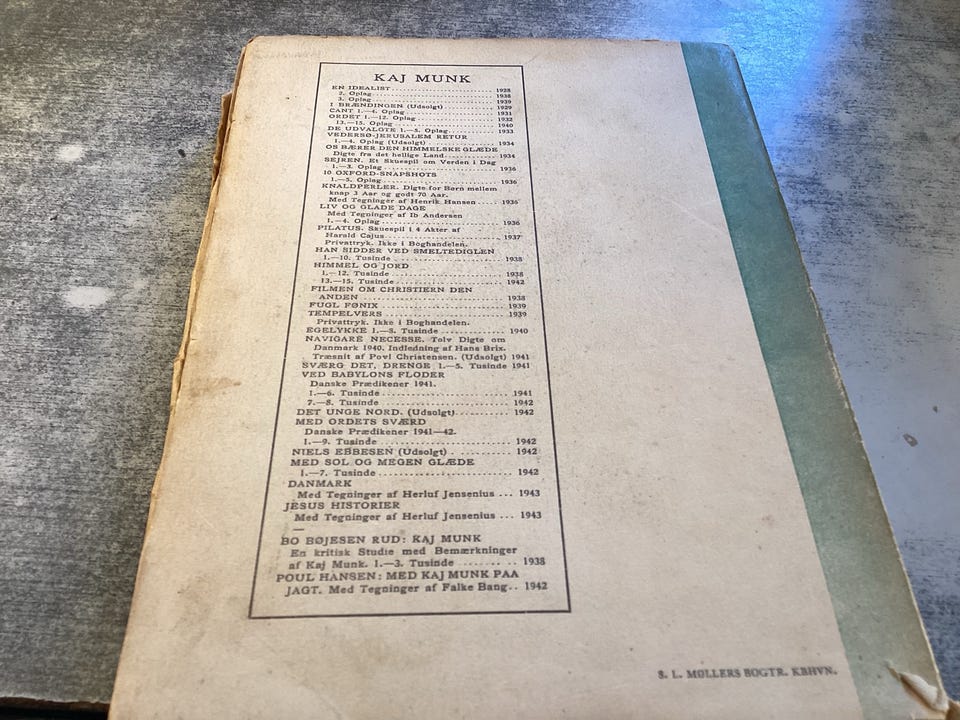 KAJ MUNK
EN IDEALIST 1928
2. Oplag 1938
3. Oplag 1939
I BRÆNDINGEN (Udsolgt) 1929
CANT 1.—4. Oplag 1931
ORDET 1.—12. Oplag 1932
13.—15. Oplag 1940
DE UDVALGTE 1.—5. Oplag 1933
VEDERSØ-JERUSALEM RETUR
1.—4. Oplag (Udsolgt) 1934
OS BÆRER DEN HIMMELSKE GLÆDE
Digte fra det hellige Land 1934
SEJREN. Et Skuespil om Verden i Dag
1.—3. Oplag 1936
10 OXFORD-SNAPSHOTS
1.—5. Oplag 1936
KNALDPERLER. Digte for Børn mellem
knap 3 Aar og godt 70 Aar.
Med Tegninger af Henrik Hansen 1936
LIV OG GLADE DAGE
Med Tegninger af Ib Andersen
1.—4. Oplag 1936
PILATUS. Skuespil i 4 Akter af
Harald Cajus 1937
Privattryk. Ikke i Boghandelen.
HAN SIDDER VED SMELTEDIGLEN
1.—10. Tusinde 1938
HIMMEL OG JORD
1.—12. Tusinde 1938
13.—15. Tusinde 1942
FILMEN OM CHRISTIERN DEN
ANDEN 1938
FUGL FØNIX 1939
TEMPELVERS 1939
Privattryk. Ikke i Boghandelen.
EGELYKKE 1.—8. Tusinde 1940
NAVIGARE NECESSE. Tolv Digte om
Danmark 1940. Indledning af Hans Brix.
Træsnit af Povl Christensen. (Udsolgt) 1941
SVÆRG DET, DRENGE 1.—5. Tusinde 1941
VED BABYLONS FLODER
Danske Prædikener 1941.
1.—6. Tusinde 1941
7.—8. Tusinde 1942
DET UNGE NORD. (Udsolgt) 1942
MED ORDETS SVÆRD
Danske Prædikener 1941—42.
1.—9. Tusinde 1942
NIELS EBBESEN (Udsolgt) 1942
MED SOL OG MEGEN GLÆDE
1.—7. Tusinde 1942
DANMARK
Med Tegninger af Herluf Jensenius 1943
JESUS HISTORIER
Med Tegninger af Herluf Jensenius 1943
—
BO BØJESEN RUD: KAJ MUNK
En kritisk Studie med Bemærkninger
af Kaj Munk. 1.—3. Tusinde 1938
POUL HANSEN: MED KAJ MUNK PAA
JAGT. Med Tegninger af Falke Bang 1942
S. L. MØLLERS BOGTR. KBHVN.